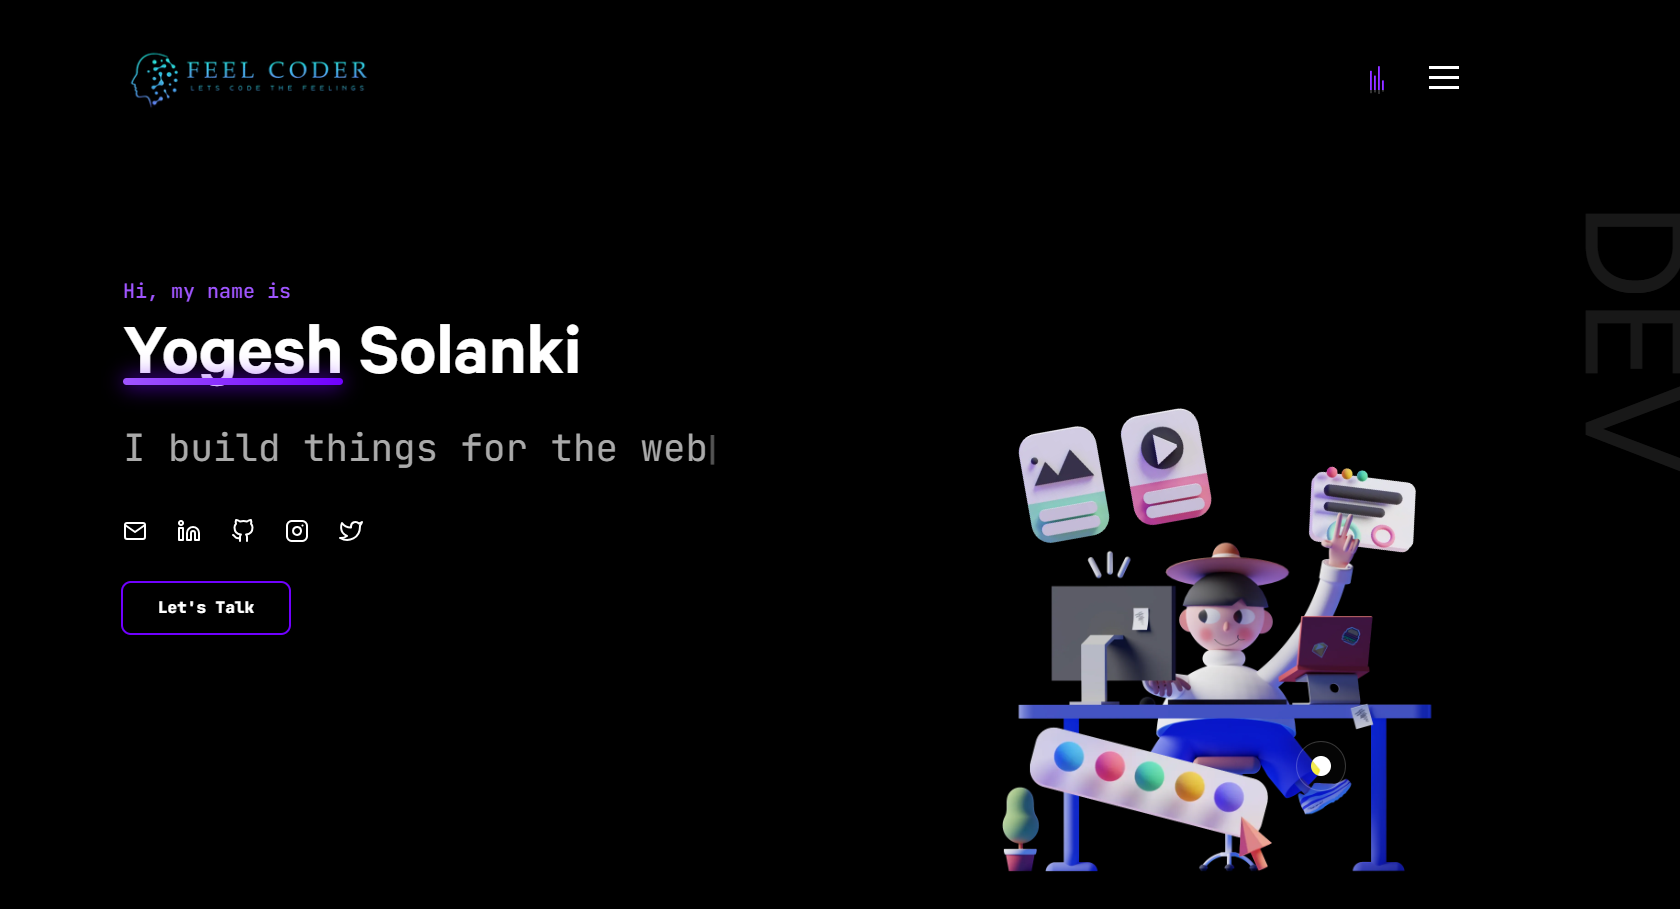 FEEL CODER
LETS CODE THE FEELINGS
DEV
Hi, my name is
Yogesh Solanki
I build things for the web
Let's Talk